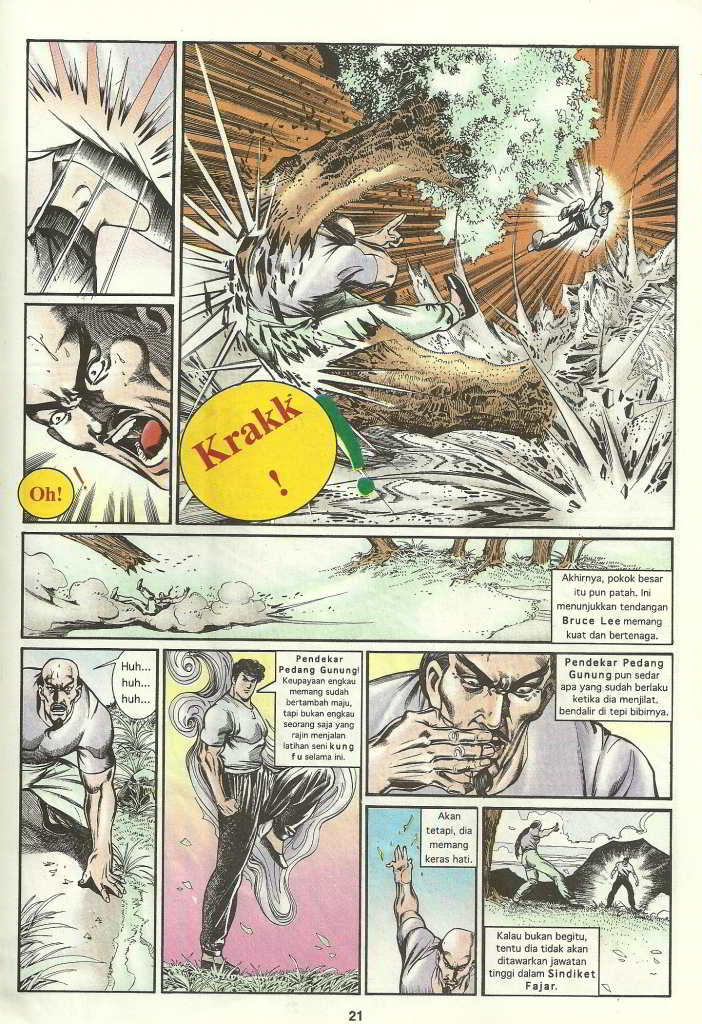 Oh!
!
Krakk
!
Akhirnya, pokok besar
itu pun patah. Ini
menunjukkan tendangan
Bruce Lee memang
kuat dan bertenaga.
Huh...
huh...
huh...
Pendekar
Pedang Gunung!
Keupayaan engkau
memang sudah
bertambah maju,
tapi bukan engkau
seorang saja yang
rajin menjalan
latihan seni kung
fu selama ini.
Pendekar Pedang
Gunung pun sedar
apa yang sudah berlaku
ketika dia menjilat,
bendalir di tepi bibirnya.
Akan
tetapi, dia
memang
keras hati.
Kalau bukan begitu,
tentu dia tidak akan
ditawarkan jawatan
tinggi dalam Sindiket
Fajar.
21